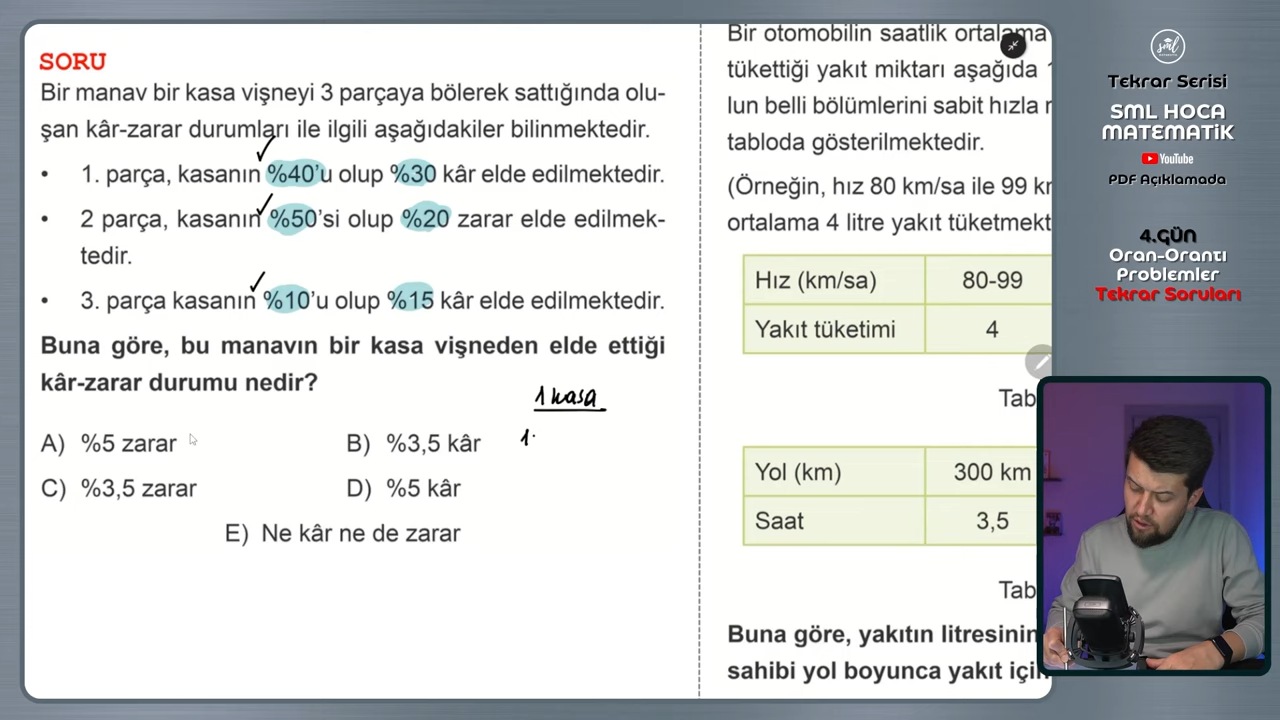 SORU
Bir manav bir kasa vişneyi 3 parçaya bölerek sattığında olu-
şan kâr-zarar durumları ile ilgili aşağıdakiler bilinmektedir.
• 1. parça, kasanın %40'u olup %30 kâr elde edilmektedir.
• 2 parça, kasanın %50'si olup %20 zarar elde edilmek-
tedir.
• 3. parça kasanın %10'u olup %15 kâr elde edilmektedir.
Buna göre, bu manavın bir kasa vişneden elde ettiği
kâr-zarar durumu nedir?
1 kasa
1.
A) %5 zarar B) %3,5 kâr
C) %3,5 zarar D) %5 kâr
E) Ne kâr ne de zarar
Bir otomobilin saatlik ortalama
tükettiği yakıt miktarı aşağıda
lun belli bölümlerini sabit hızla
tabloda gösterilmektedir.
(Örneğin, hız 80 km/sa ile 99
ortalama 4 litre yakıt tüketmekt
Hız (km/sa) 80-99
Yakıt tüketimi 4
Tab
Yol (km) 300 km
Saat 3,5
Tab
Buna göre, yakıtın litresinin
sahibi yol boyunca yakıt için
sml
Tekrar Serisi
SML HOCA
MATEMATİK
YouTube
PDF Açıklamada
4.GÜN
Oran-Orantı
Problemler
Tekrar Soruları